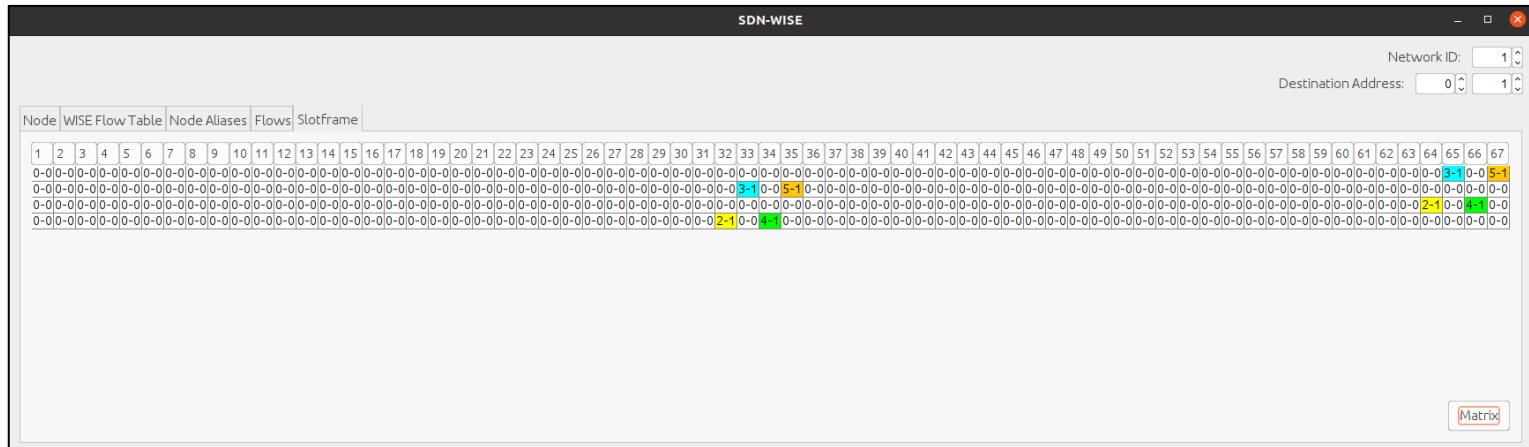 SDN-WISE
Network ID: 1
Destination Address: 0 1
Node WISE Flow Table Node Aliases Flows Slotframe
1 2 3 4 5 6 7 8 9 10 11 12 13 14 15 16 17 18 19 20 21 22 23 24 25 26 27 28 29 30 31 32 33 34 35 36 37 38 39 40 41 42 43 44 45 46 47 48 49 50 51 52 53 54 55 56 57 58 59 60 61 62 63 64 65 66 67
0-0 0-0 0-0 0-0 0-0 0-0 0-0 0-0 0-0 0-0 0-0 0-0 0-0 0-0 0-0 0-0 0-0 0-0 0-0 0-0 0-0 0-0 0-0 0-0 0-0 0-0 0-0 0-0 0-0 0-0 0-0 0-0 0-0 0-0 0-0 0-0 0-0 0-0 0-0 0-0 0-0 0-0 0-0 0-0 0-0 0-0 0-0 0-0 0-0 0-0 0-0 0-0 0-0 0-0 0-0 0-0 0-0 0-0 0-0 0-0 0-0 0-0 0-0 0-0 3-1 0-0 5-1
0-0 0-0 0-0 0-0 0-0 0-0 0-0 0-0 0-0 0-0 0-0 0-0 0-0 0-0 0-0 0-0 0-0 0-0 0-0 0-0 0-0 0-0 0-0 0-0 0-0 0-0 0-0 0-0 0-0 0-0 0-0 0-0 3-1 0-0 5-1 0-0 0-0 0-0 0-0 0-0 0-0 0-0 0-0 0-0 0-0 0-0 0-0 0-0 0-0 0-0 0-0 0-0 0-0 0-0 0-0 0-0 0-0 0-0 0-0 0-0 0-0 0-0 0-0 0-0 0-0 0-0 0-0
0-0 0-0 0-0 0-0 0-0 0-0 0-0 0-0 0-0 0-0 0-0 0-0 0-0 0-0 0-0 0-0 0-0 0-0 0-0 0-0 0-0 0-0 0-0 0-0 0-0 0-0 0-0 0-0 0-0 0-0 0-0 0-0 0-0 0-0 0-0 0-0 0-0 0-0 0-0 0-0 0-0 0-0 0-0 0-0 0-0 0-0 0-0 0-0 0-0 0-0 0-0 0-0 0-0 0-0 0-0 0-0 0-0 0-0 0-0 0-0 0-0 0-0 0-0 2-1 0-0 4-1 0-0
0-0 0-0 0-0 0-0 0-0 0-0 0-0 0-0 0-0 0-0 0-0 0-0 0-0 0-0 0-0 0-0 0-0 0-0 0-0 0-0 0-0 0-0 0-0 0-0 0-0 0-0 0-0 0-0 0-0 0-0 0-0 2-1 0-0 4-1 0-0 0-0 0-0 0-0 0-0 0-0 0-0 0-0 0-0 0-0 0-0 0-0 0-0 0-0 0-0 0-0 0-0 0-0 0-0 0-0 0-0 0-0 0-0 0-0 0-0 0-0 0-0 0-0 0-0 0-0 0-0 0-0 0-0
Matrix